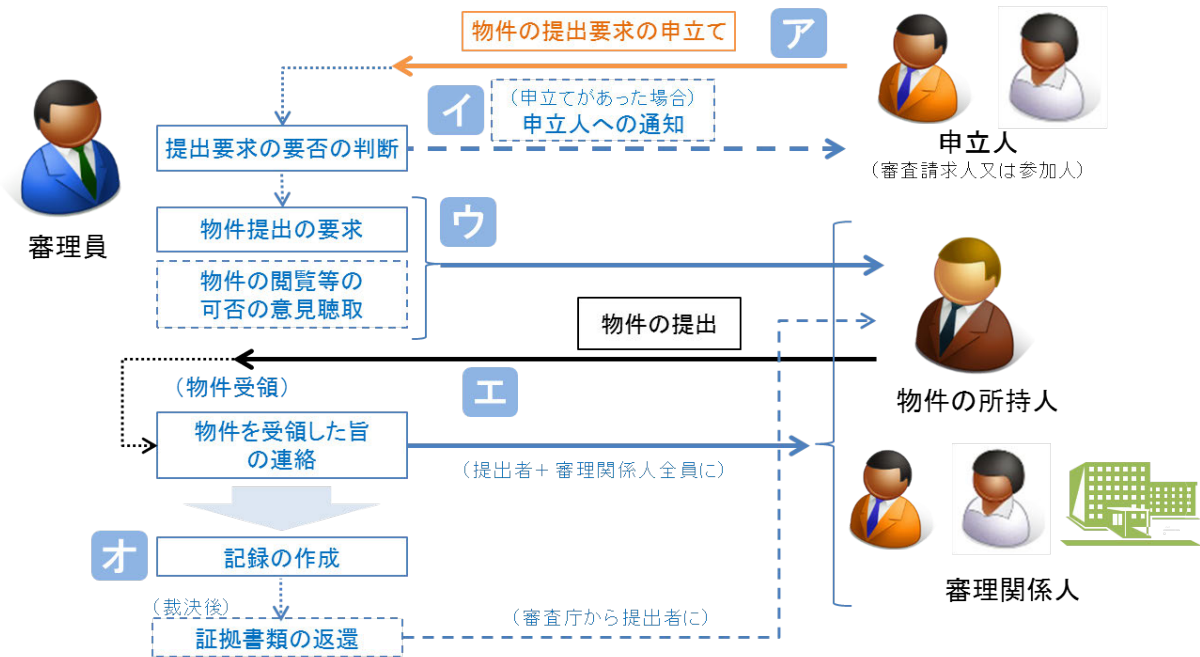 物件の提出要求の申立て
ア
イ
(申立てがあった場合)
申立人への通知
提出要求の要否の判断
申立人
(審査請求人又は参加人)
審理員
物件提出の要求
ウ
物件の閲覧等の
可否の意見聴取
物件の提出
物件の所持人
(物件受領)
エ
物件を受領した旨
の連絡
(提出者+審理関係人全員に)
オ
記録の作成
審理関係人
(裁決後)
証拠書類の返還
(審査庁から提出者に)